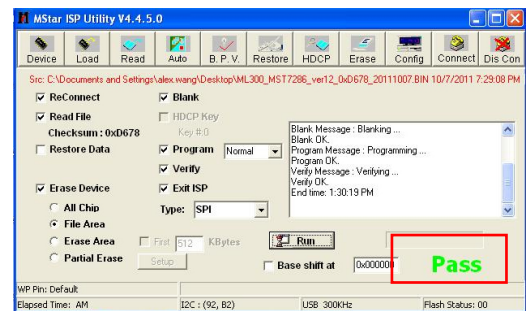 MStar ISP Utility V4.4.5.0
Device Load Read Auto B. P. V. Restore HDCP Erase Config Connect Dis Con
Src: C:\Documents and Settings\alex.wang\Desktop\ML300_MST7286_ver12_0xD678_20111007.BIN 10/7/2011 7:29:08 PM
ReConnect Blank
Read File HDCP Key
Checksum : 0xD678 Key #:0
Restore Data Program Normal
Verify
Erase Device Exit ISP
All Chip Type: SPI
File Area
Erase Area First 512 KBytes
Partial Erase Setup
Blank Message : Blanking ...
Blank OK.
Program Message : Programming ...
Program OK.
Verify Message : Verifying ...
Verify OK.
End time: 1:30:19 PM
Run
Base shift at 0x000000
Pass
WP Pin: Default
Elapsed Time: AM I2C : (92, B2) USB 300KHz Flash Status: 00